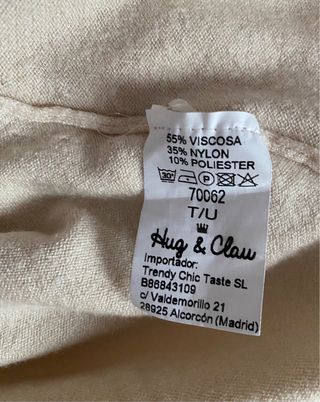 55% VISCOSA
35% NYLON
10% POLIESTER
30° P
70062
T/U
Hug & Clau
Importador:
Trendy Chic Taste SL
B86843109
c/ Valdemorillo 21
28925 Alcorcón (Madrid)